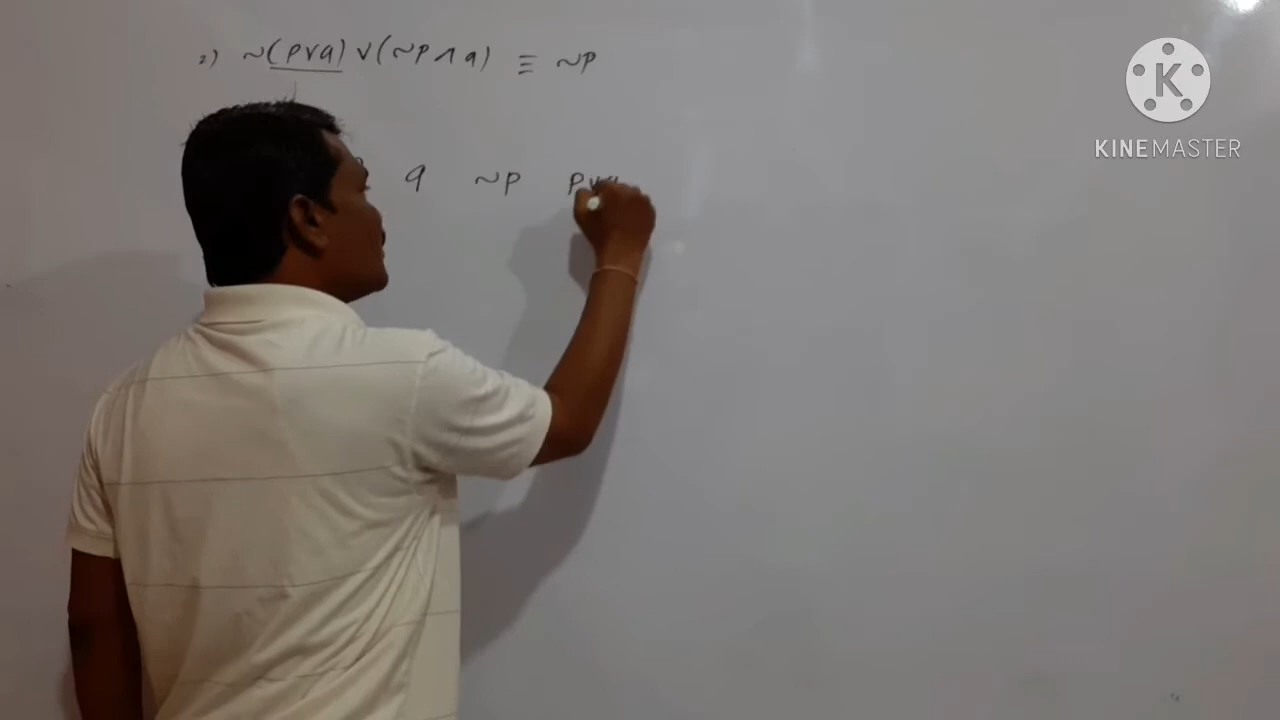 2) ~(p∨q) ∨ (~p ∧ q) ≡ ~p
q ~p p∨q
K
KINEMASTER